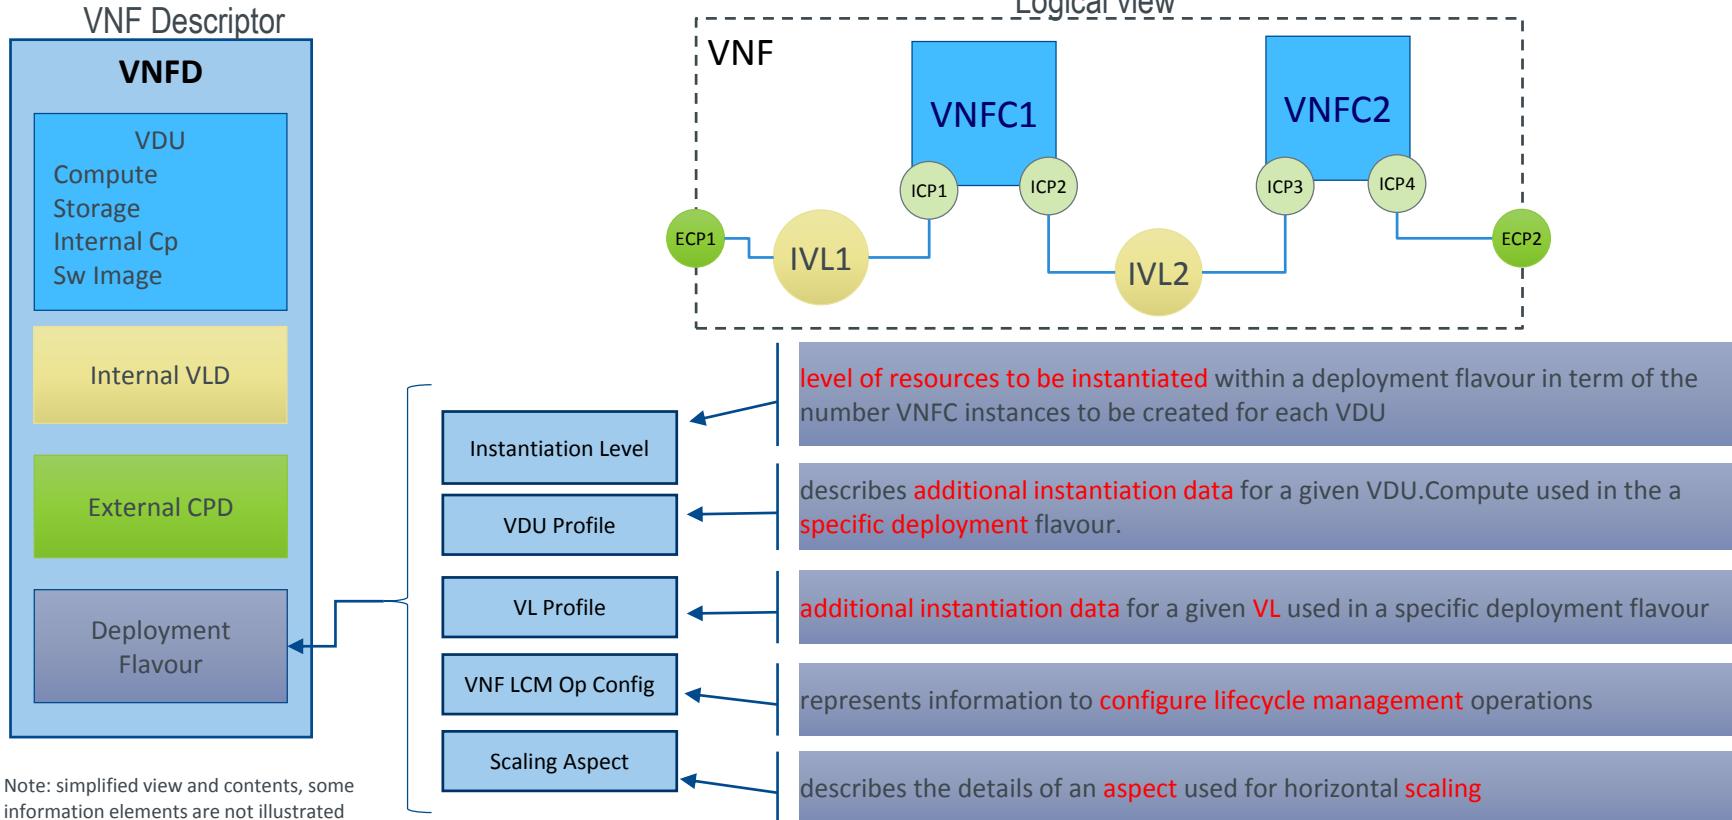 VNF Descriptor
VNFD
VDU
Compute
Storage
Internal Cp
Sw Image
Internal VLD
External CPD
Deployment
Flavour
Note: simplified view and contents, some
information elements are not illustrated
Logical view
VNF
VNFC1
VNFC2
ICP1
ICP2
ICP3
ICP4
ECP1
IVL1
IVL2
ECP2
Instantiation Level
level of resources to be instantiated within a deployment flavour in term of the
number VNFC instances to be created for each VDU
VDU Profile
describes additional instantiation data for a given VDU.Compute used in the a
specific deployment flavour.
VL Profile
additional instantiation data for a given VL used in a specific deployment flavour
VNF LCM Op Config
represents information to configure lifecycle management operations
Scaling Aspect
describes the details of an aspect used for horizontal scaling